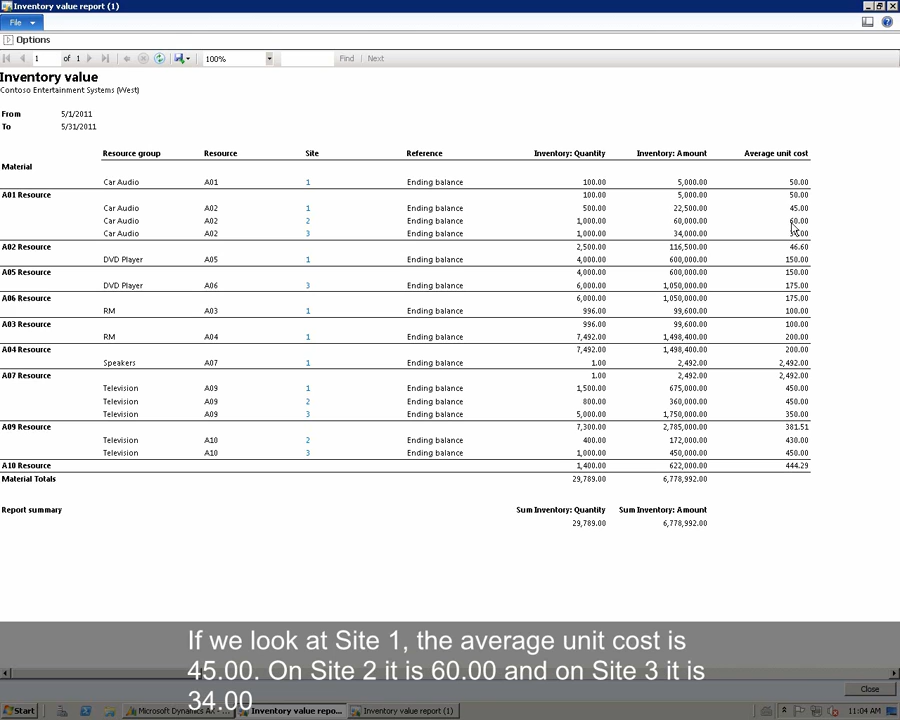 Inventory value report (1)
File
Options
1 of 1 100% Find | Next
Inventory value
Contoso Entertainment Systems (West)
From 5/1/2011
To 5/31/2011
Resource group Resource Site Reference Inventory: Quantity Inventory: Amount Average unit cost
Material
Car Audio A01 1 Ending balance 100.00 5,000.00 50.00
A01 Resource 100.00 5,000.00 50.00
Car Audio A02 1 Ending balance 500.00 22,500.00 45.00
Car Audio A02 2 Ending balance 1,000.00 60,000.00 60.00
Car Audio A02 3 Ending balance 1,000.00 34,000.00
A02 Resource 2,500.00 116,500.00 46.60
DVD Player A05 1 Ending balance 4,000.00 600,000.00 150.00
A05 Resource 4,000.00 600,000.00 150.00
DVD Player A06 3 Ending balance 6,000.00 1,050,000.00 175.00
A06 Resource 6,000.00 1,050,000.00 175.00
RM A03 1 Ending balance 996.00 99,600.00 100.00
A03 Resource 996.00 99,600.00 100.00
RM A04 1 Ending balance 7,492.00 1,498,400.00 200.00
A04 Resource 7,492.00 1,498,400.00 200.00
Speakers A07 1 Ending balance 1.00 2,492.00 2,492.00
A07 Resource 1.00 2,492.00 2,492.00
Television A09 1 Ending balance 1,500.00 675,000.00 450.00
Television A09 2 Ending balance 800.00 360,000.00 450.00
Television A09 3 Ending balance 5,000.00 1,750,000.00 350.00
A09 Resource 7,300.00 2,785,000.00 381.51
Television A10 2 Ending balance 400.00 172,000.00 430.00
Television A10 3 Ending balance 1,000.00 450,000.00 450.00
A10 Resource 1,400.00 622,000.00 444.29
Material Totals 29,789.00 6,778,992.00
Report summary Sum Inventory: Quantity Sum Inventory: Amount
29,789.00 6,778,992.00
If we look at Site 1, the average unit cost is
45.00. On Site 2 it is 60.00 and on Site 3 it is
34.00
Close
Start Microsoft Dynamics AX Inventory value repo... Inventory value report (1) 11:04 AM